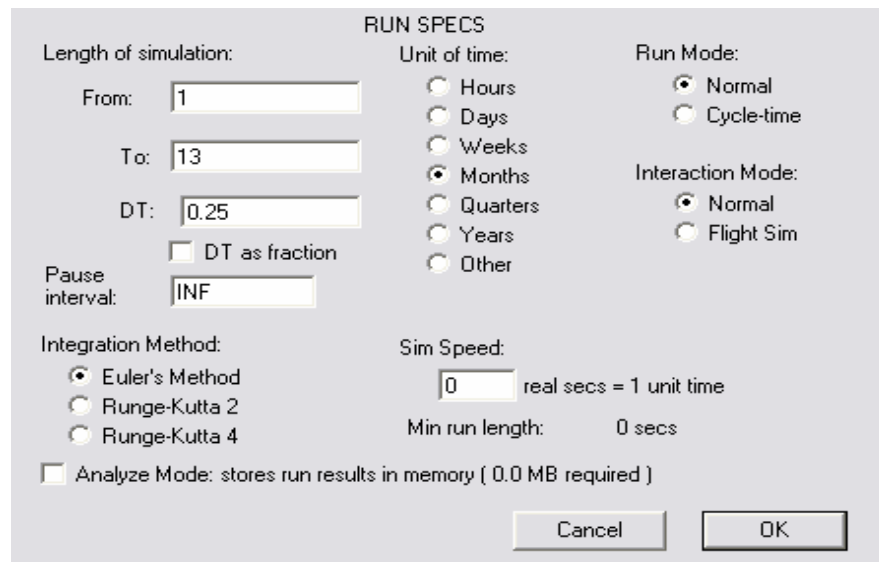 RUN SPECS
Length of simulation:
From: 1
To: 13
DT: 0.25
DT as fraction
Pause
interval: INF
Unit of time:
Hours
Days
Weeks
Months
Quarters
Years
Other
Run Mode:
Normal
Cycle-time
Interaction Mode:
Normal
Flight Sim
Integration Method:
Euler's Method
Runge-Kutta 2
Runge-Kutta 4
Sim Speed:
0 real secs = 1 unit time
Min run length: 0 secs
Analyze Mode: stores run results in memory ( 0.0 MB required )
Cancel OK